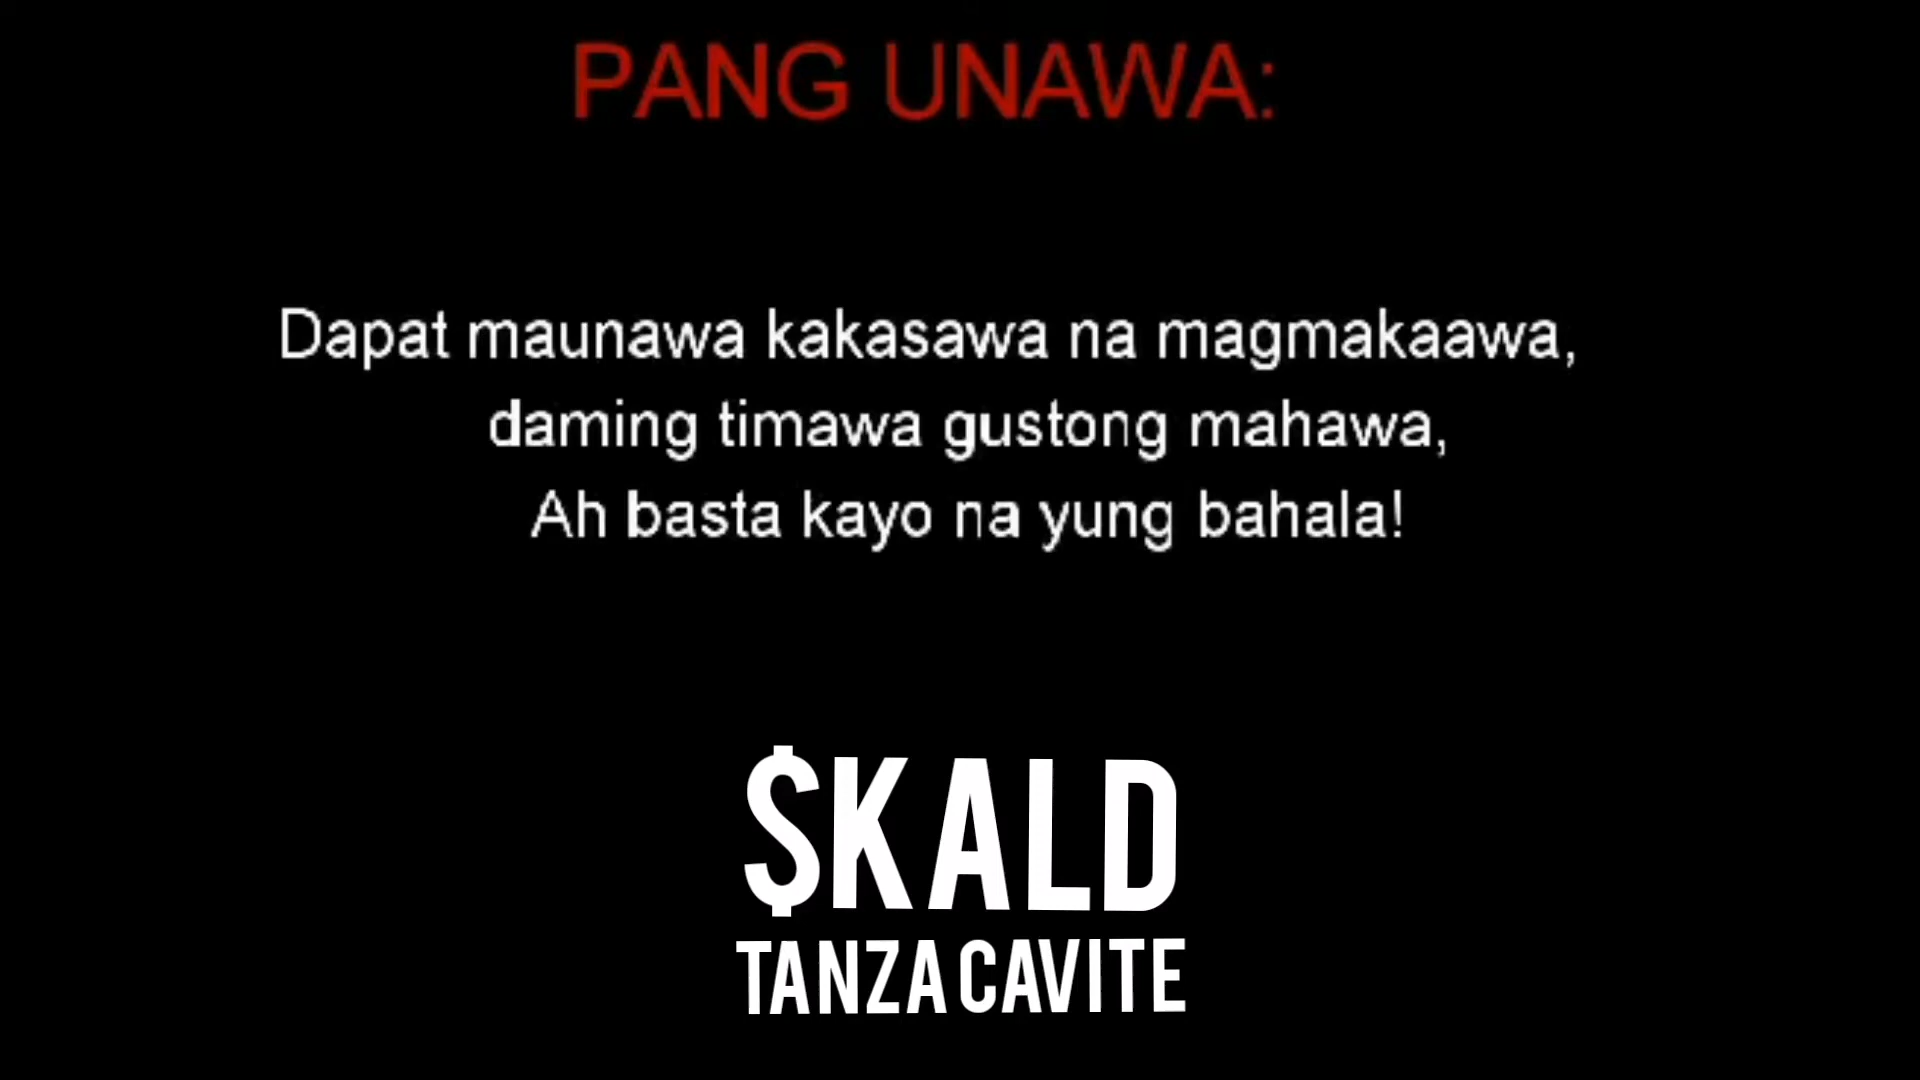 PANG UNAWA:
Dapat maunawa kakasawa na magmakaawa,
daming timawa gustong mahawa,
Ah basta kayo na yung bahala!
$KALD
TANZA CAVITE